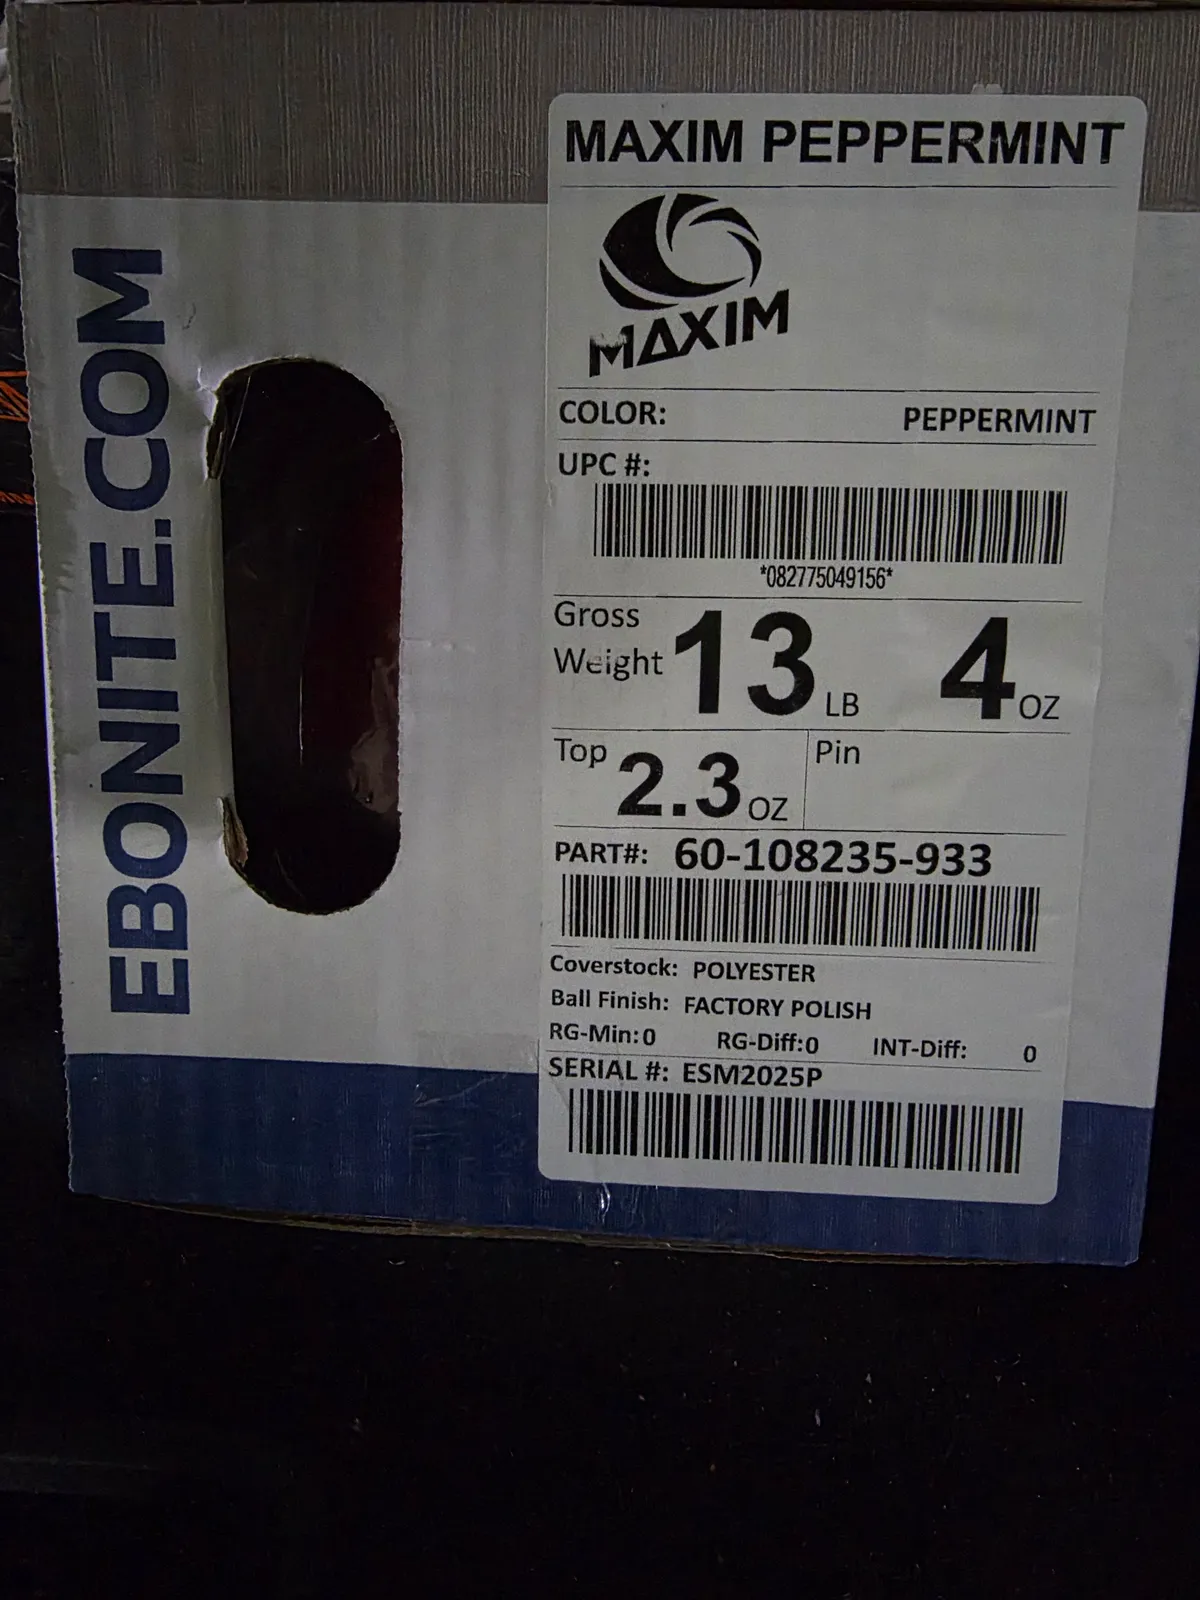 EBONITE.COM
MAXIM PEPPERMINT
MAXIM
COLOR: PEPPERMINT
UPC #:
*082775049156*
Gross Weight 13 LB 4 OZ
Top 2.3 OZ Pin
PART#: 60-108235-933
Coverstock: POLYESTER
Ball Finish: FACTORY POLISH
RG-Min:0 RG-Diff:0 INT-Diff: 0
SERIAL #: ESM2025P